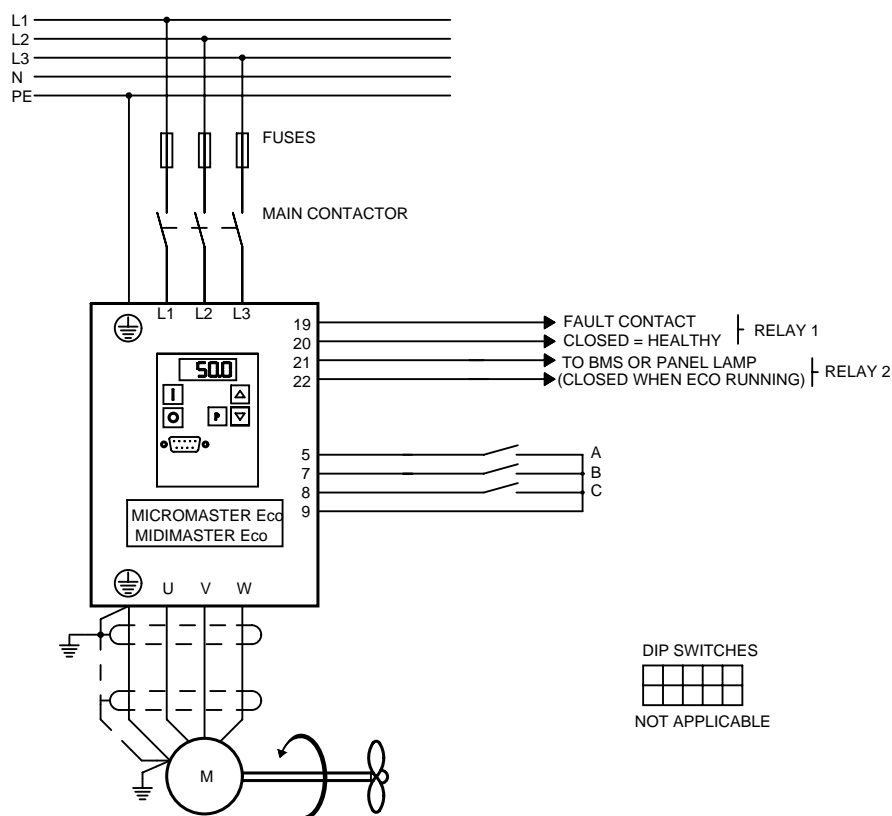 L1
L2
L3
N
PE
FUSES
MAIN CONTACTOR
L1 L2 L3
19 FAULT CONTACT
20 CLOSED = HEALTHY
RELAY 1
21 TO BMS OR PANEL LAMP
22 (CLOSED WHEN ECO RUNNING)
RELAY 2
50.0
I
O
P
5 A
7 B
8 C
9
MICROMASTER Eco
MIDIMASTER Eco
U V W
DIP SWITCHES
NOT APPLICABLE
M